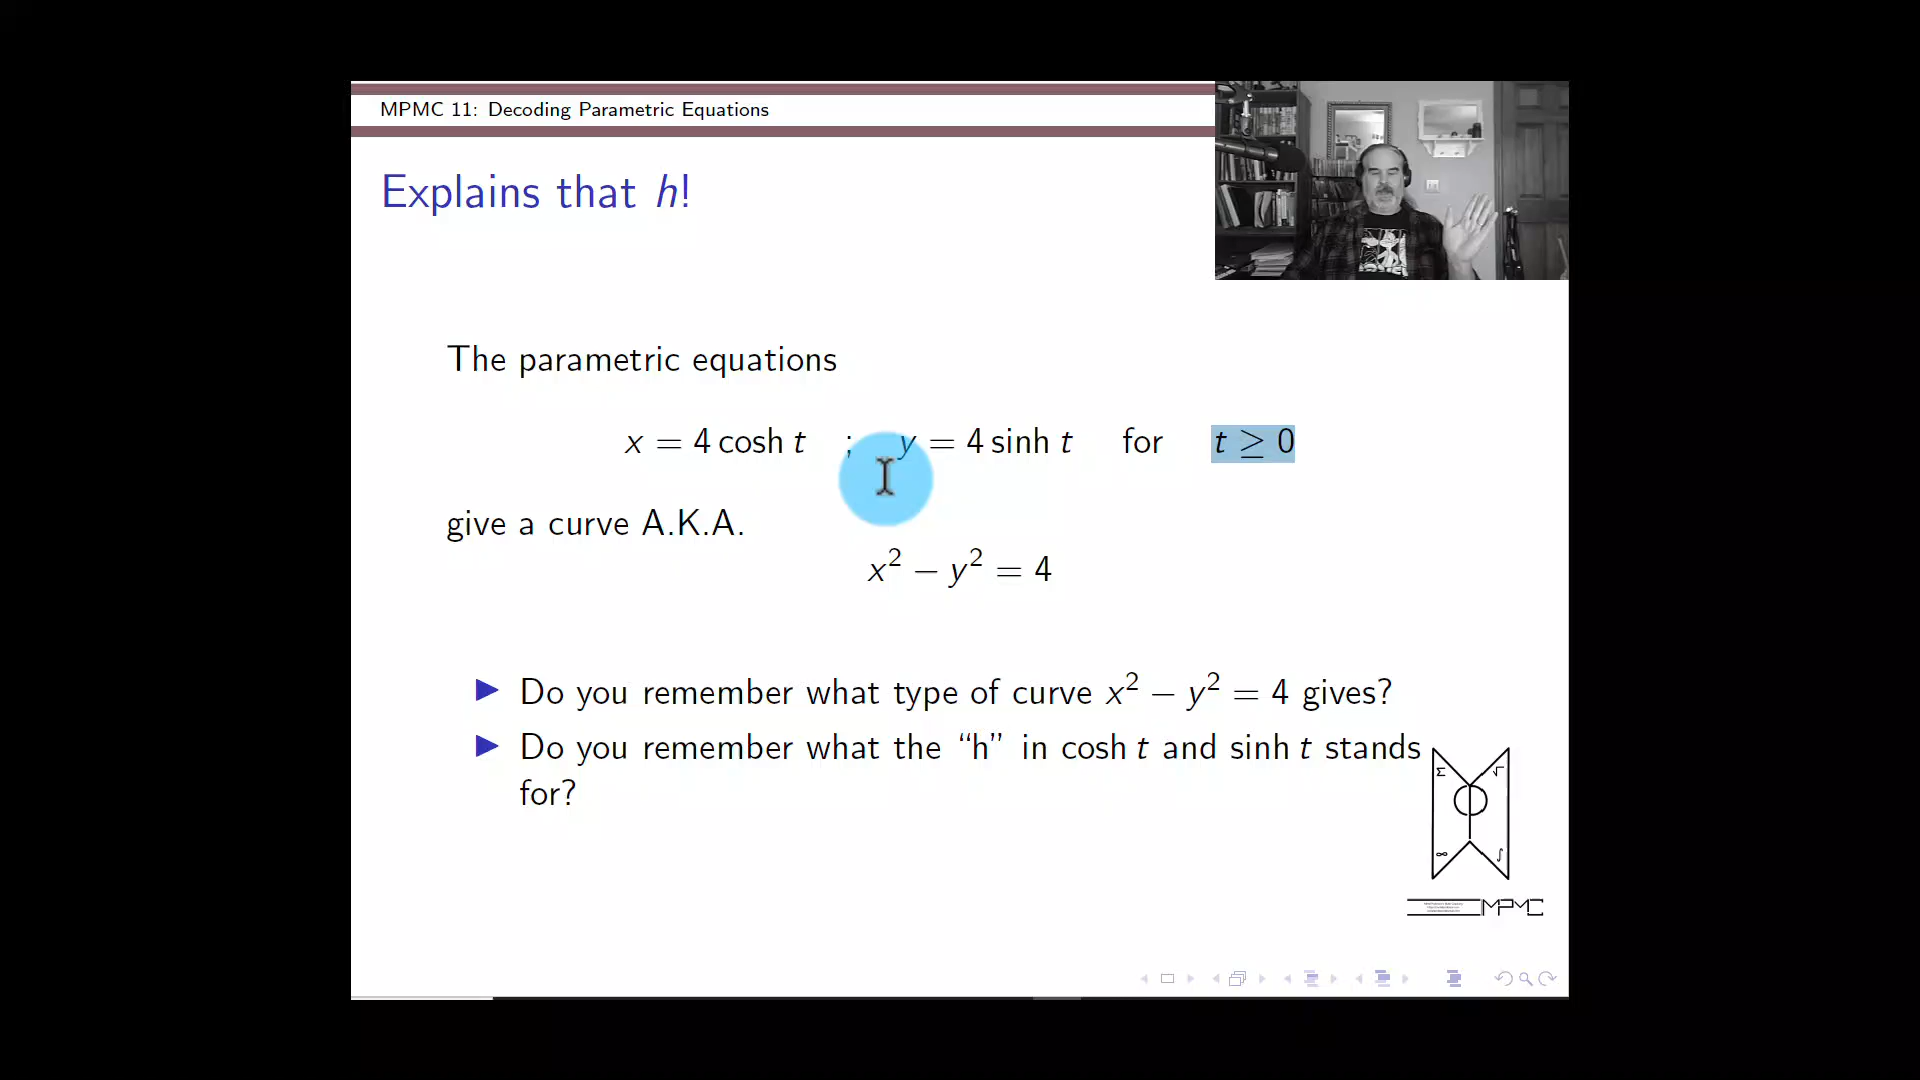 MPMC 11: Decoding Parametric Equations
Explains that h!
The parametric equations
x = 4 cosh t ; y = 4 sinh t for t ≥ 0
give a curve A.K.A.
x² − y² = 4
▶ Do you remember what type of curve x² − y² = 4 gives?
▶ Do you remember what the “h” in cosh t and sinh t stands
for?
Σ √
∞ ∫
MPMC